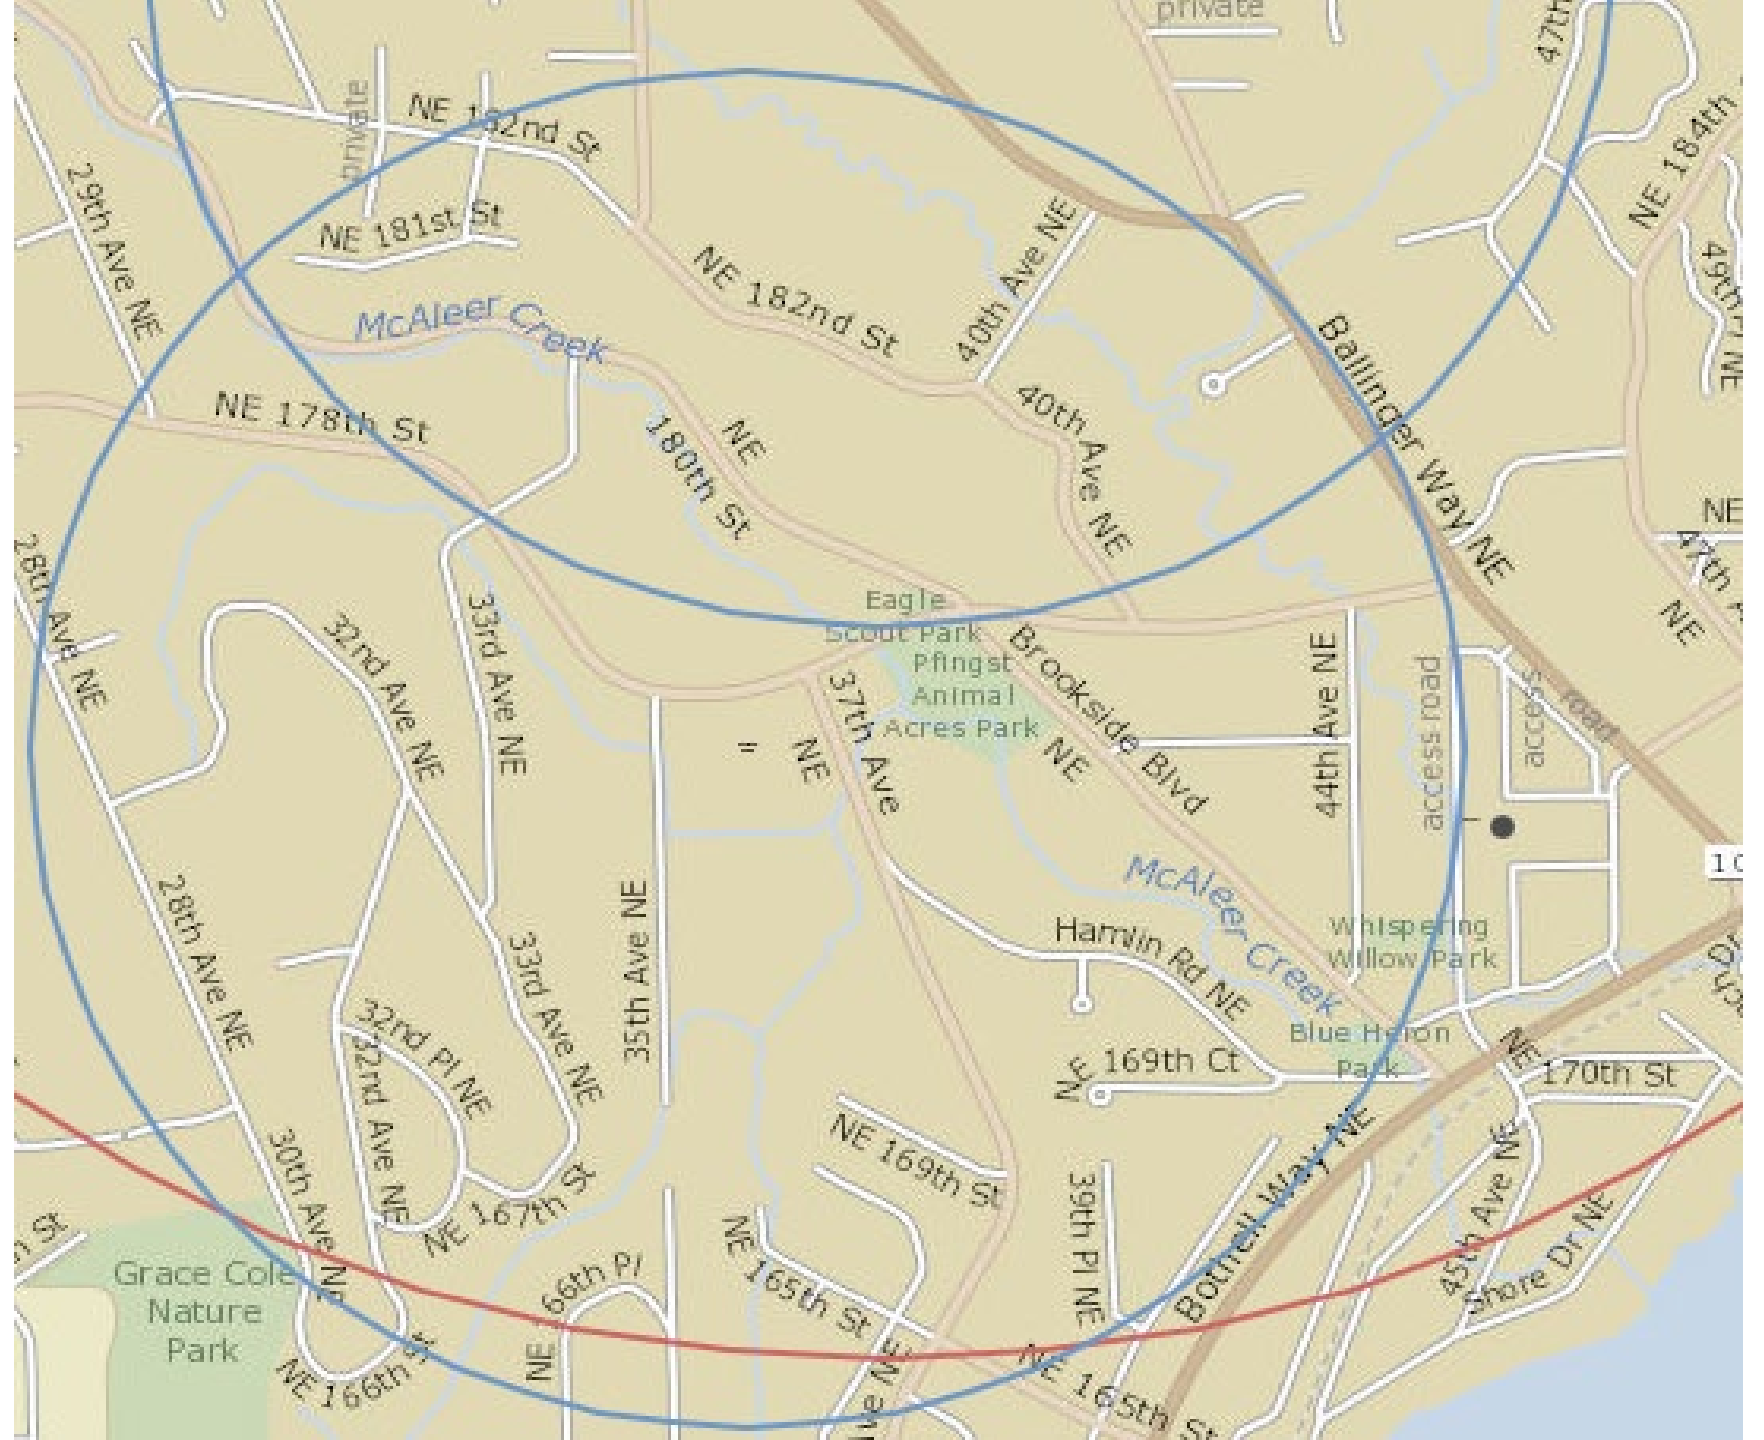 private
47th
NE 182nd St
private
NE 184th
29th Ave NE
NE 181st St
40th Ave NE
49th Pl NE
NE 182nd St
McAleer Creek
Ballinger Way NE
NE 178th St
40th Ave NE
NE
180th St
NE
47th A
NE
28th Ave NE
Eagle
Scout Park
Pfingst
Animal
Acres Park
32nd Ave NE
33rd Ave NE
37th Ave
NE
=
Brookside Blvd
NE
44th Ave NE
access road
access
road
10
McAleer Creek
Whispering
Willow Park
28th Ave NE
35th Ave NE
33rd Ave NE
Hamlin Rd NE
Blue Heron
Park
32nd Pl NE
32nd Ave NE
NE
169th Ct
NE
170th St
30th Ave NE
NE 167th St
NE 169th St
39th Pl NE
Bothell Way NE
45th Ave NE
Shore Dr NE
h St
Grace Cole
Nature
Park
NE 166th St
NE
66th Pl
NE 165th St
Ave NE
NE 165th St